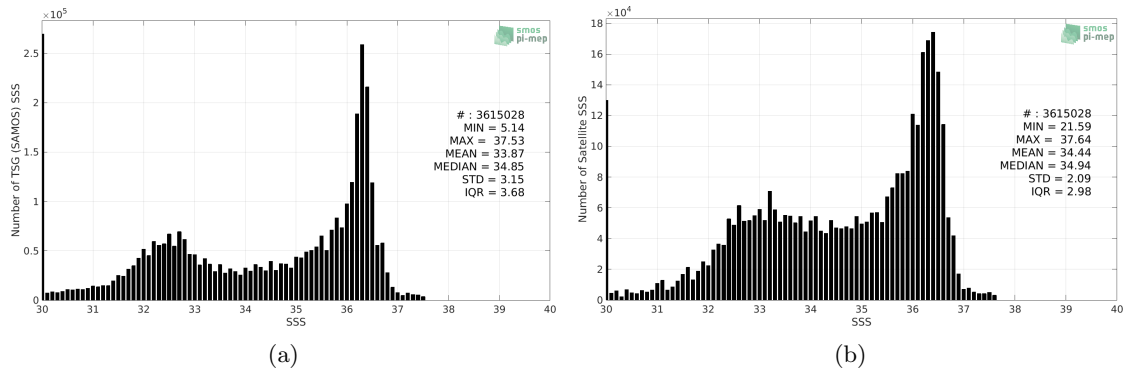 ×10⁵
2.5
2
1.5
1
0.5
0
30 31 32 33 34 35 36 37 38 39 40
SSS
Number of TSG (SAMOS) SSS
smos
pi-mep
# : 3615028
MIN = 5.14
MAX = 37.53
MEAN = 33.87
MEDIAN = 34.85
STD = 3.15
IQR = 3.68
(a)
×10⁴
18
16
14
12
10
8
6
4
2
0
30 31 32 33 34 35 36 37 38 39 40
SSS
Number of Satellite SSS
smos
pi-mep
# : 3615028
MIN = 21.59
MAX = 37.64
MEAN = 34.44
MEDIAN = 34.94
STD = 2.09
IQR = 2.98
(b)